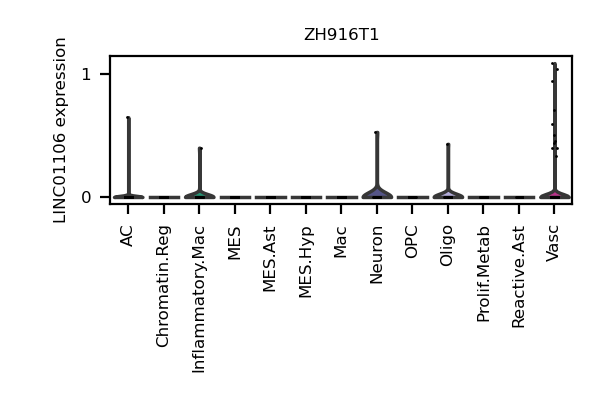 ZH916T1
LINC01106 expression
1
0
AC
Chromatin.Reg
Inflammatory.Mac
MES
MES.Ast
MES.Hyp
Mac
Neuron
OPC
Oligo
Prolif.Metab
Reactive.Ast
Vasc